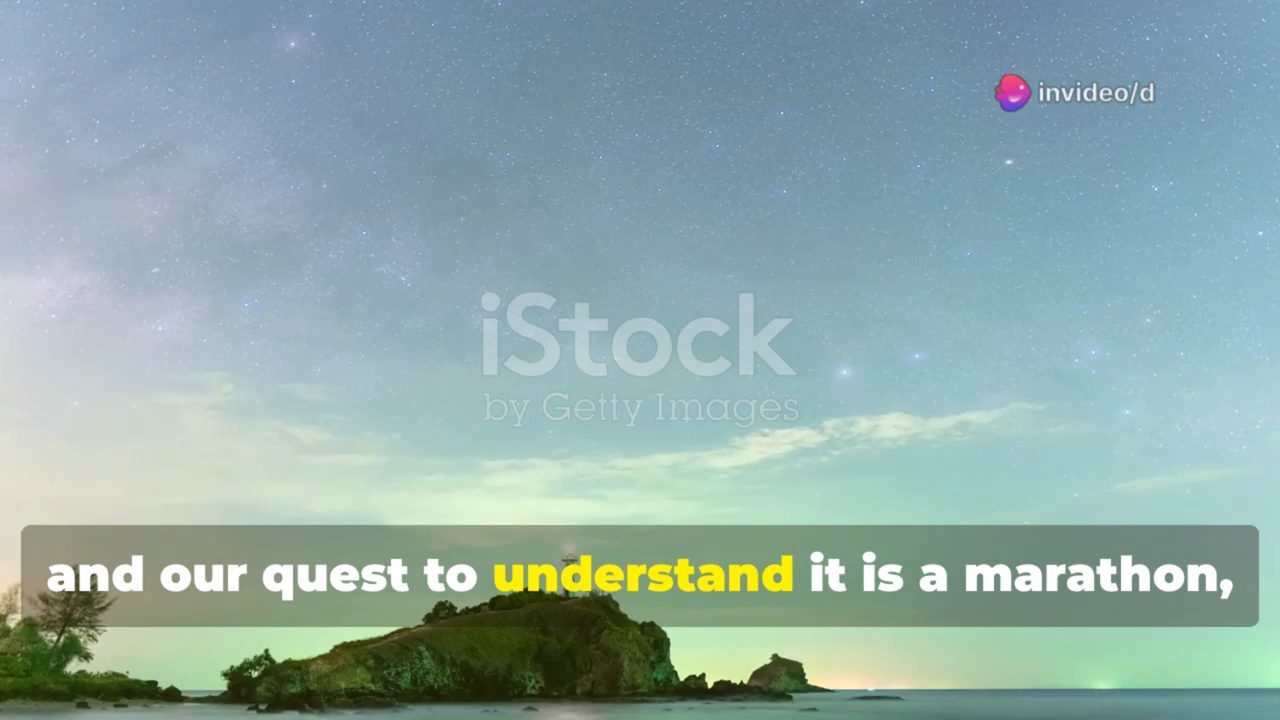 invideo/d
iStock
by Getty Images
and our quest to understand it is a marathon,